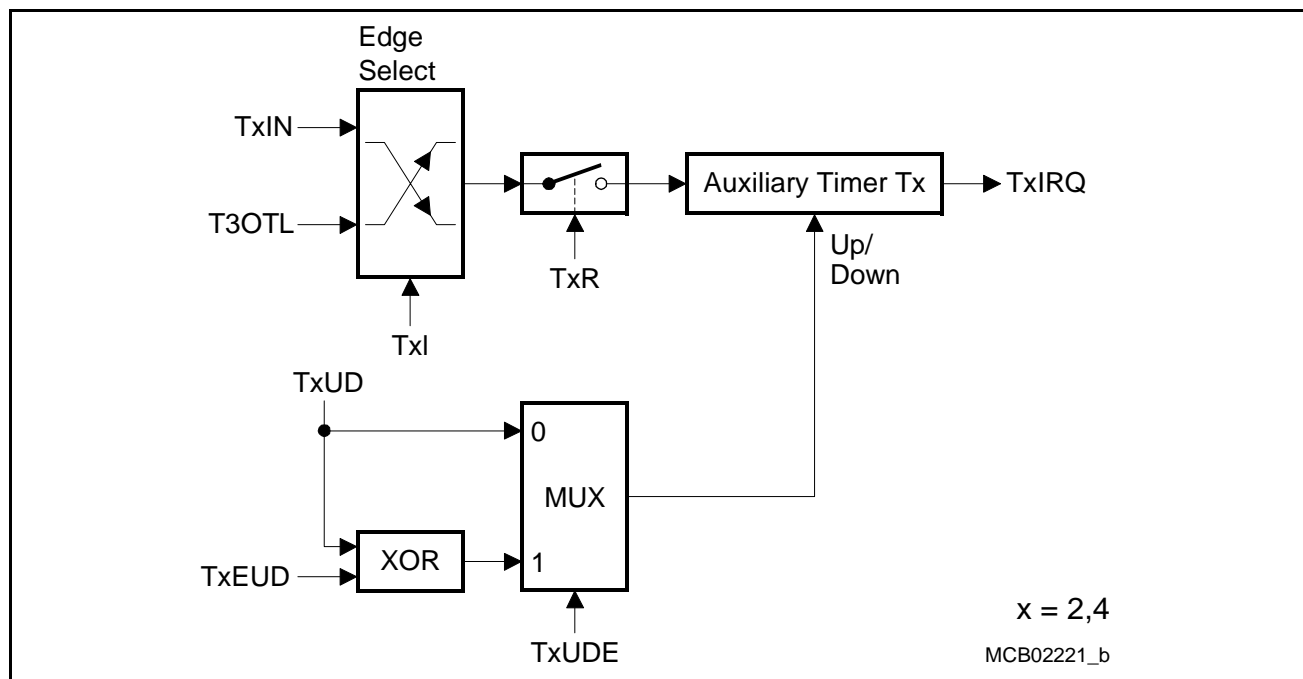 Edge
Select
TxIN
T3OTL
TxI
TxR
Auxiliary Timer Tx
TxIRQ
Up/
Down
TxUD
0
MUX
XOR
1
TxEUD
TxUDE
x = 2,4
MCB02221_b